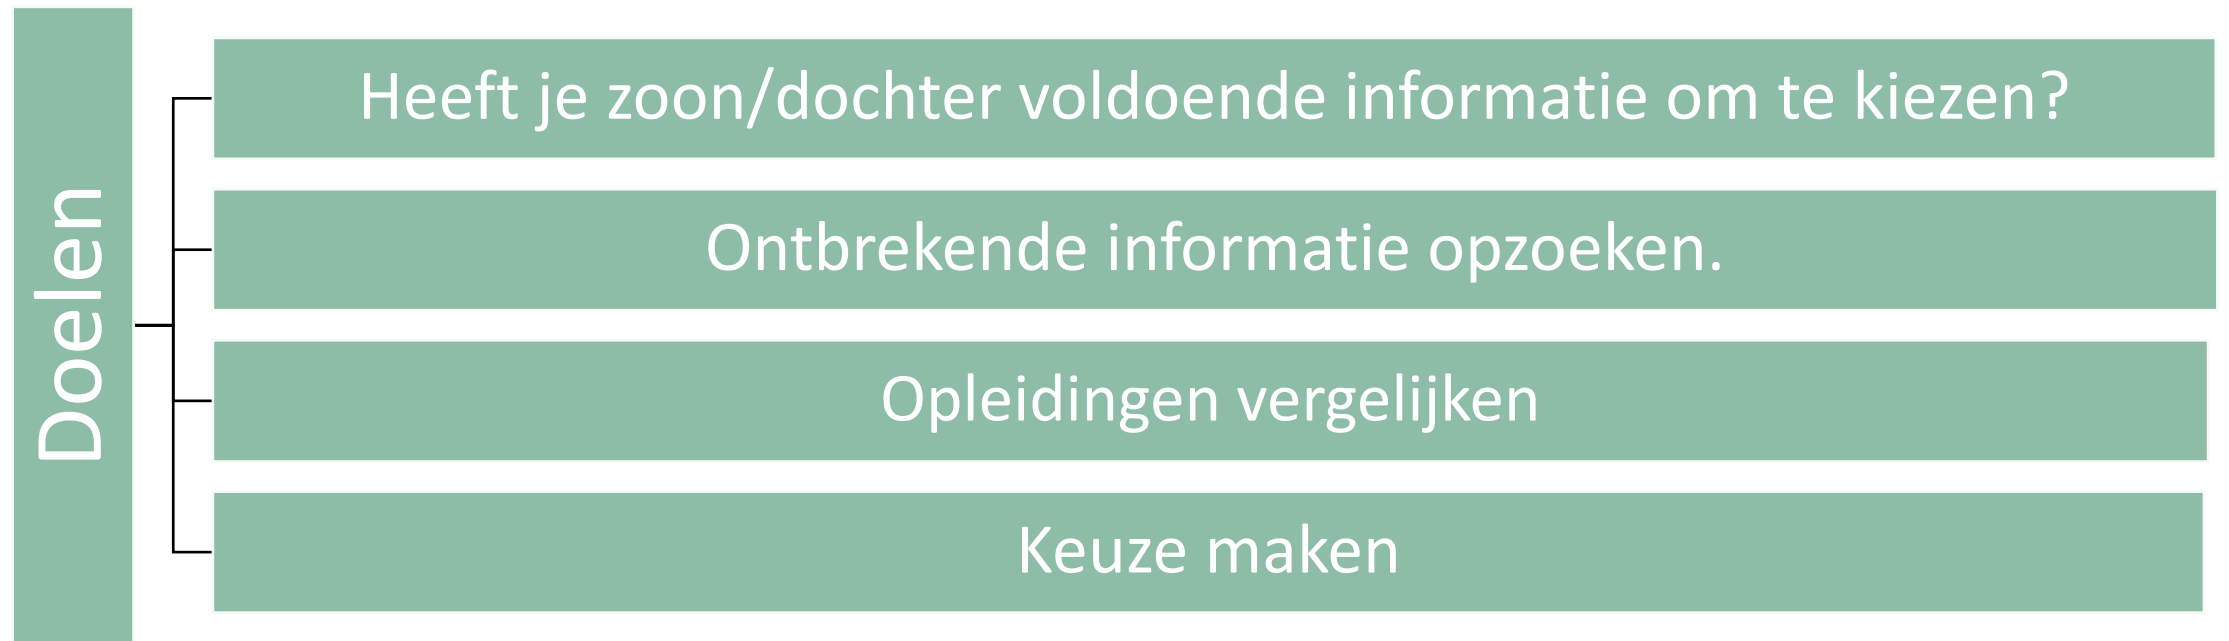 Doelen
Heeft je zoon/dochter voldoende informatie om te kiezen?
Ontbrekende informatie opzoeken.
Opleidingen vergelijken
Keuze maken